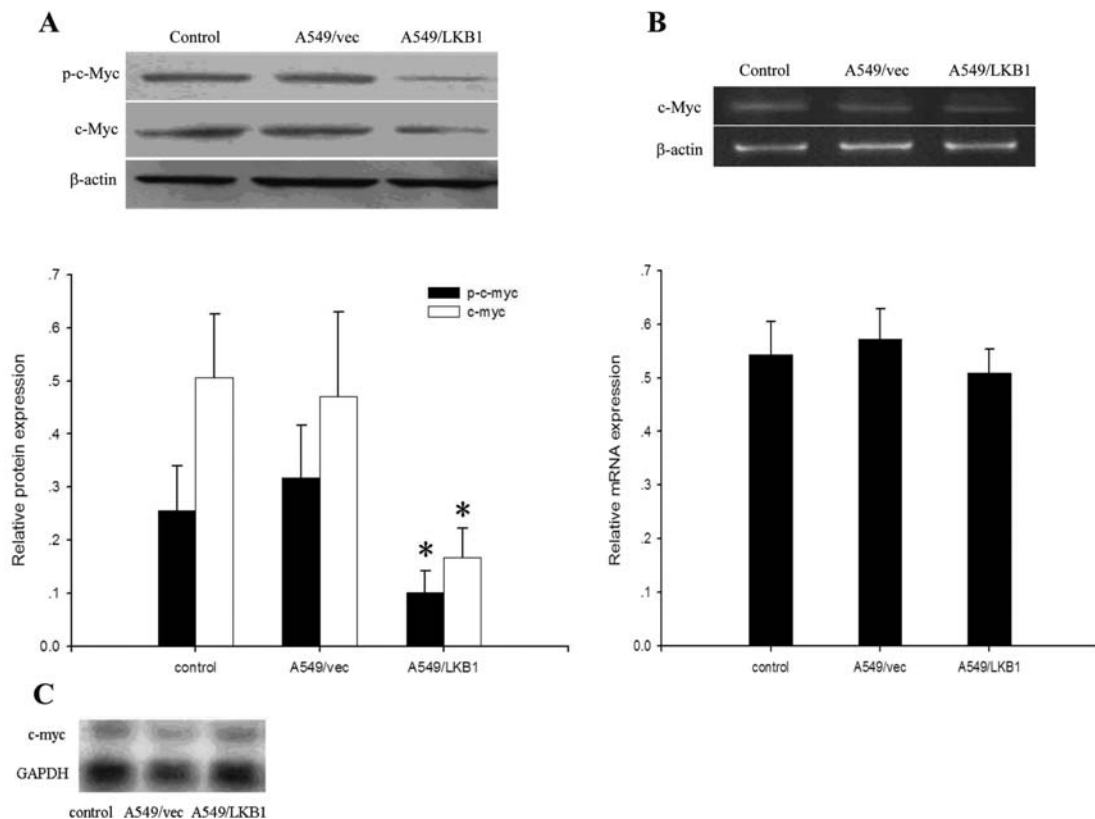 A
Control A549/vec A549/LKB1
p-c-Myc
c-Myc
β-actin
.7
.6
.5
.4
.3
.2
0.1
0.0
Relative protein expression
p-c-myc
c-myc
*
*
control A549/vec A549/LKB1
B
Control A549/vec A549/LKB1
c-Myc
β-actin
.7
.6
.5
.4
.3
.2
.1
0.0
Relative mRNA expression
control A549/vec A549/LKB1
C
c-myc
GAPDH
control A549/vec A549/LKB1